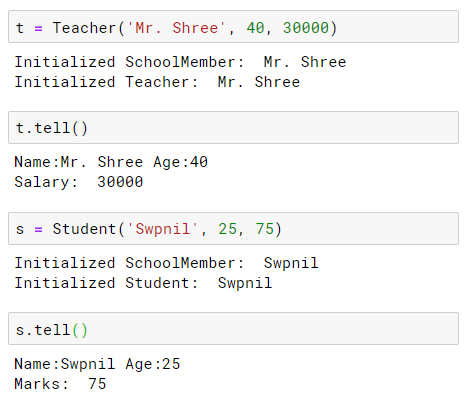 t = Teacher('Mr. Shree', 40, 30000)
Initialized SchoolMember:  Mr. Shree
Initialized Teacher:  Mr. Shree
t.tell()
Name:Mr. Shree Age:40
Salary:  30000
s = Student('Swpnil', 25, 75)
Initialized SchoolMember:  Swpnil
Initialized Student:  Swpnil
s.tell()
Name:Swpnil Age:25
Marks:  75